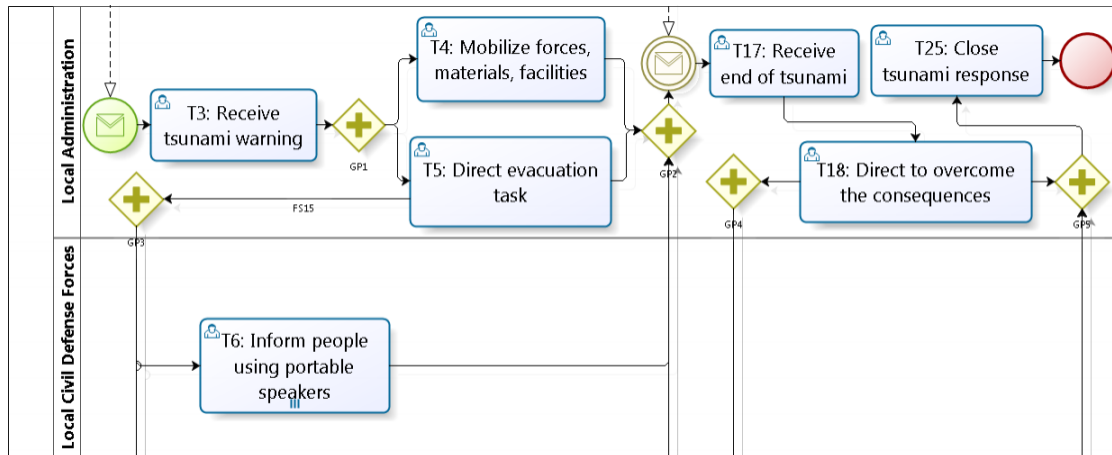 Local Administration
T3: Receive
tsunami warning
GP1
T4: Mobilize forces,
materials, facilities
T5: Direct evacuation
task
FS15
GP3
GP2
T17: Receive
end of tsunami
T25: Close
tsunami response
T18: Direct to overcome
the consequences
GP4
GP5
Local Civil Defense Forces
T6: Inform people
using portable
speakers